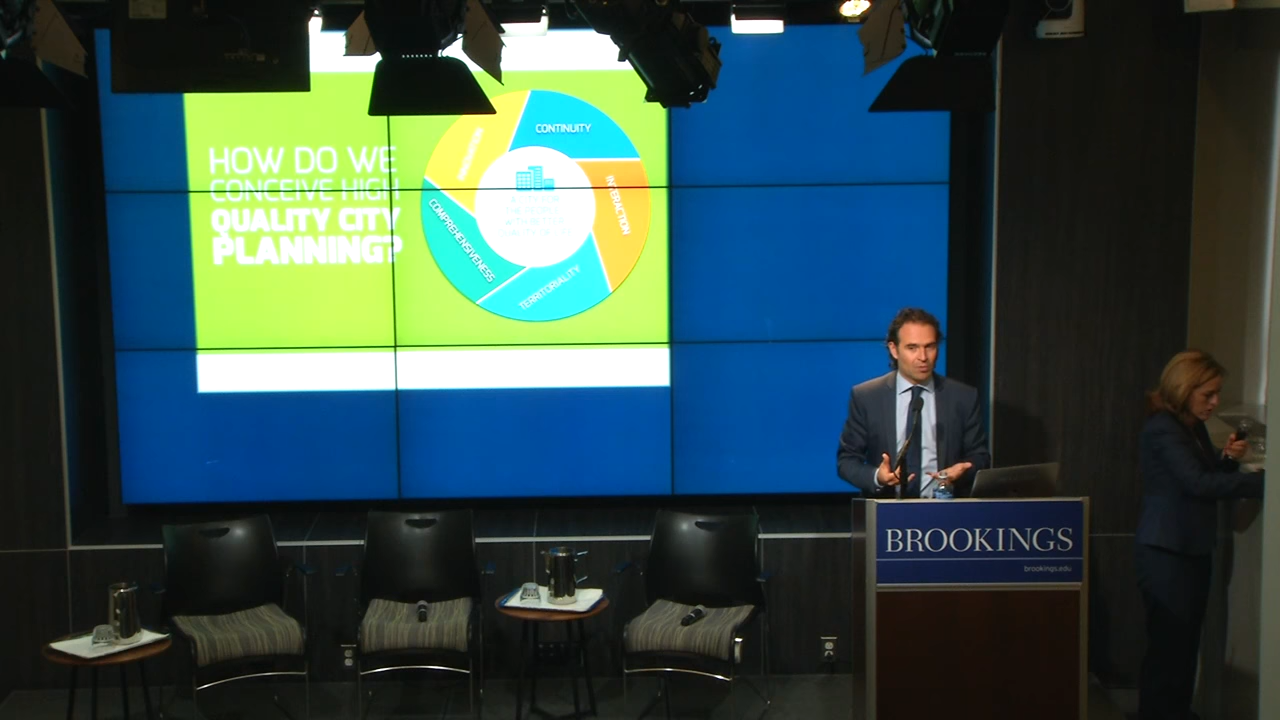 HOW DO WE
CONCEIVE HIGH
QUALITY CITY
PLANNING?
CONTINUITY
INTERACTION
TERRITORIALITY
COMPREHENSIVENESS
BROOKINGS
brookings.edu